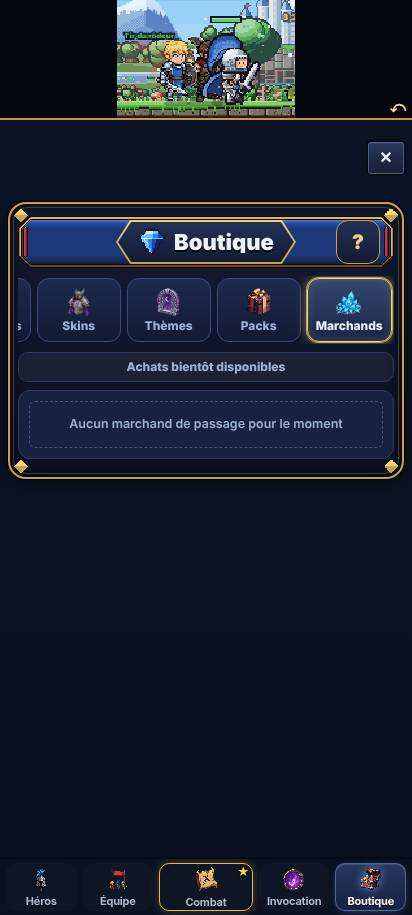 ×
Boutique
?
s
Skins
Thèmes
Packs
Marchands
Achats bientôt disponibles
Aucun marchand de passage pour le moment
Héros
Équipe
Combat
Invocation
Boutique